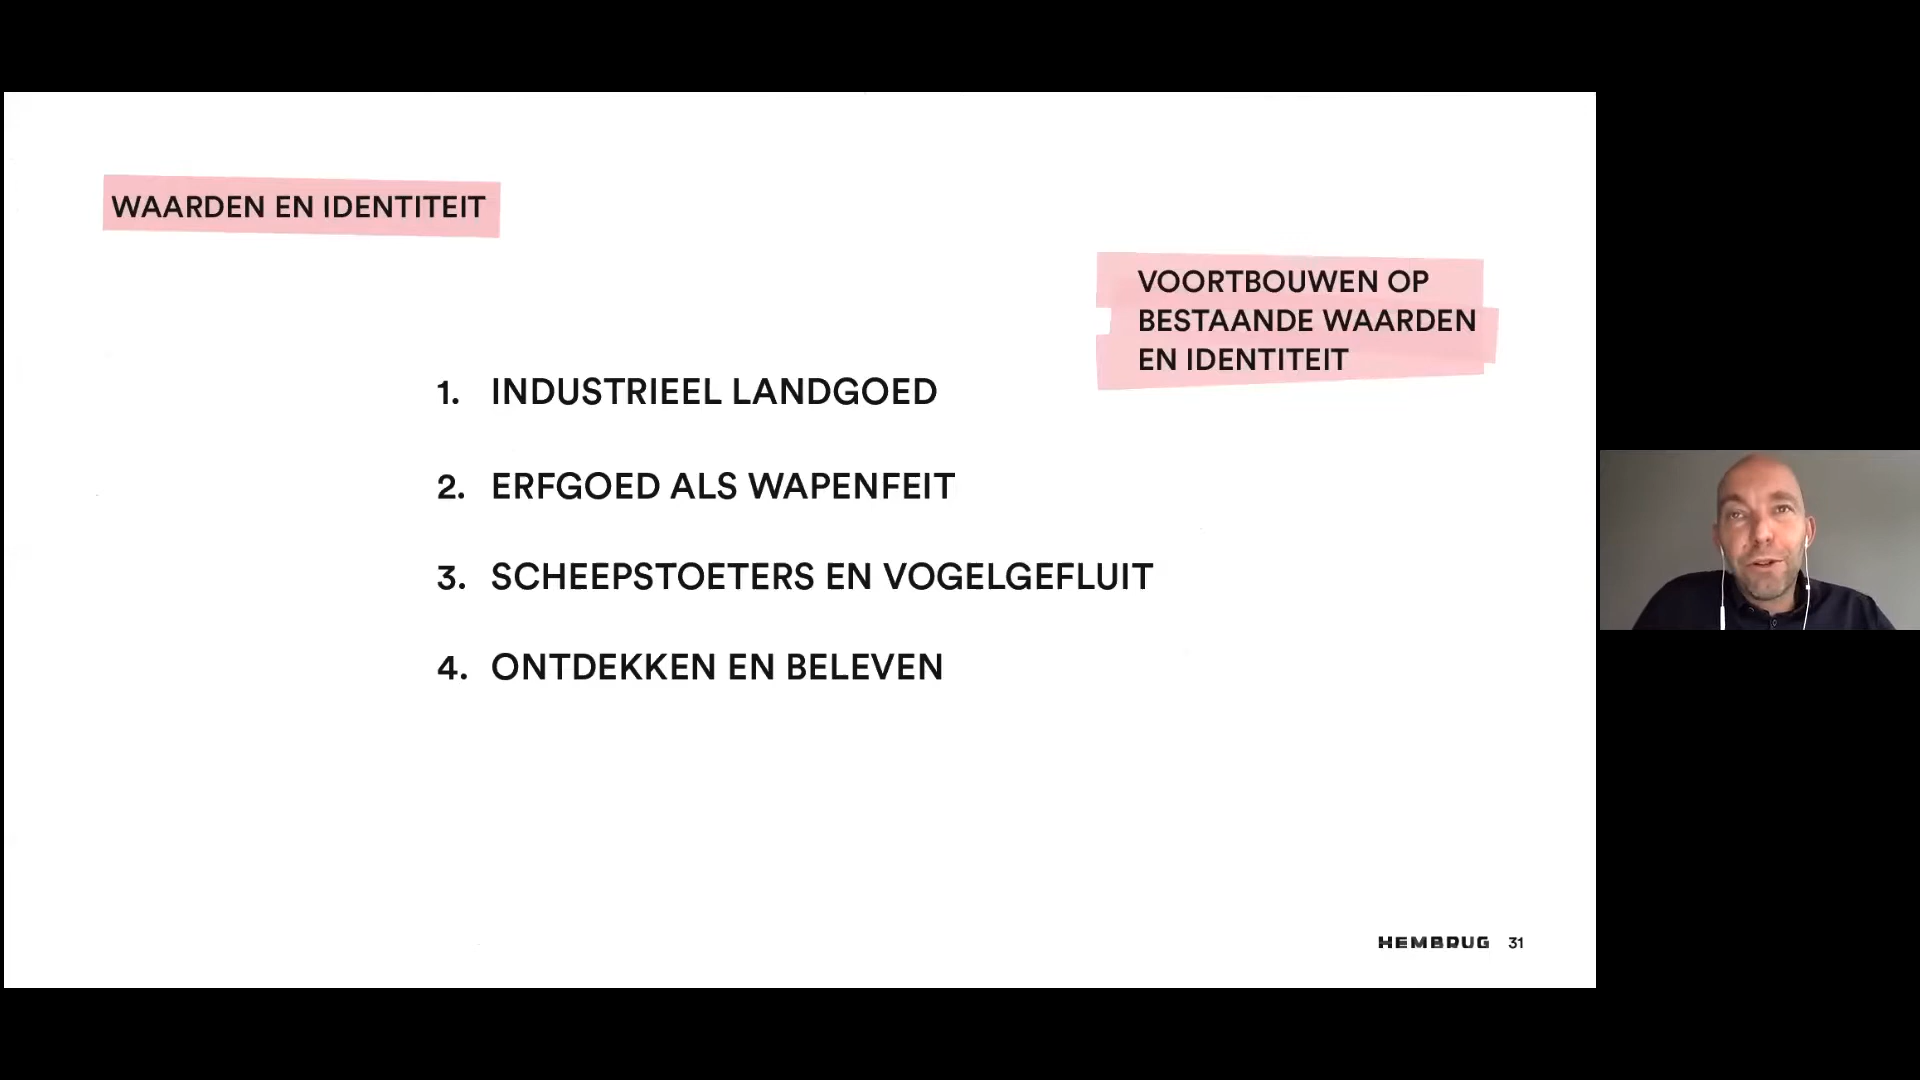 WAARDEN EN IDENTITEIT
VOORTBOUWEN OP
BESTAANDE WAARDEN
EN IDENTITEIT
1. INDUSTRIEEL LANDGOED
2. ERFGOED ALS WAPENFEIT
3. SCHEEPSTOETERS EN VOGELGEFLUIT
4. ONTDEKKEN EN BELEVEN
HEMBRUG 31